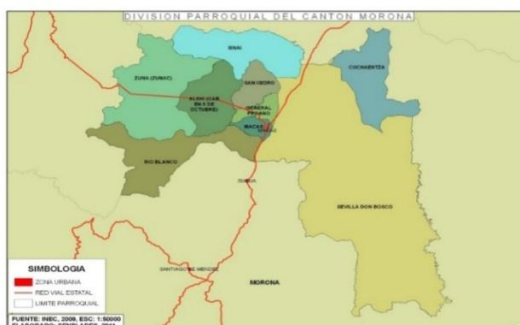 DIVISION PARROQUIAL DEL CANTON MORONA
SINAI
CUCHAENTZA
ZUÑA (ZUÑAC)
SAN ISIDRO
ALSHI (CAB.
EN 9 DE
OCTUBRE)
GENERAL
PROAÑO
MACAS
RIO BLANCO
SEVILLA DON BOSCO
SANTIAGO DE MENDEZ
MORONA
SIMBOLOGIA
ZONA URBANA
RED VIAL ESTATAL
LIMITE PARROQUIAL
FUENTE: INEC, 2009, ESC: 1:50000